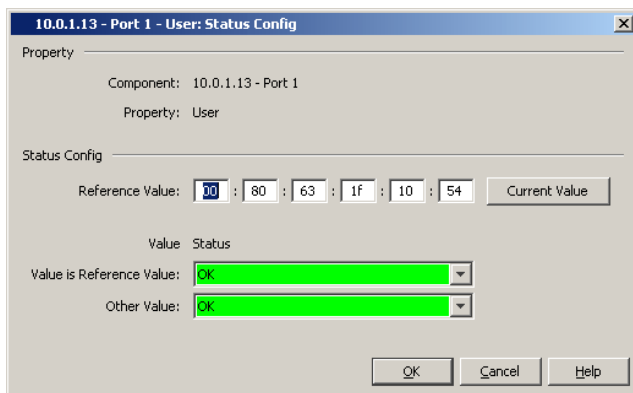 10.0.1.13 - Port 1 - User: Status Config
Property
Component: 10.0.1.13 - Port 1
Property: User
Status Config
Reference Value: 00 : 80 : 63 : 1f : 10 : 54 Current Value
Value Status
Value is Reference Value: OK
Other Value: OK
OK Cancel Help